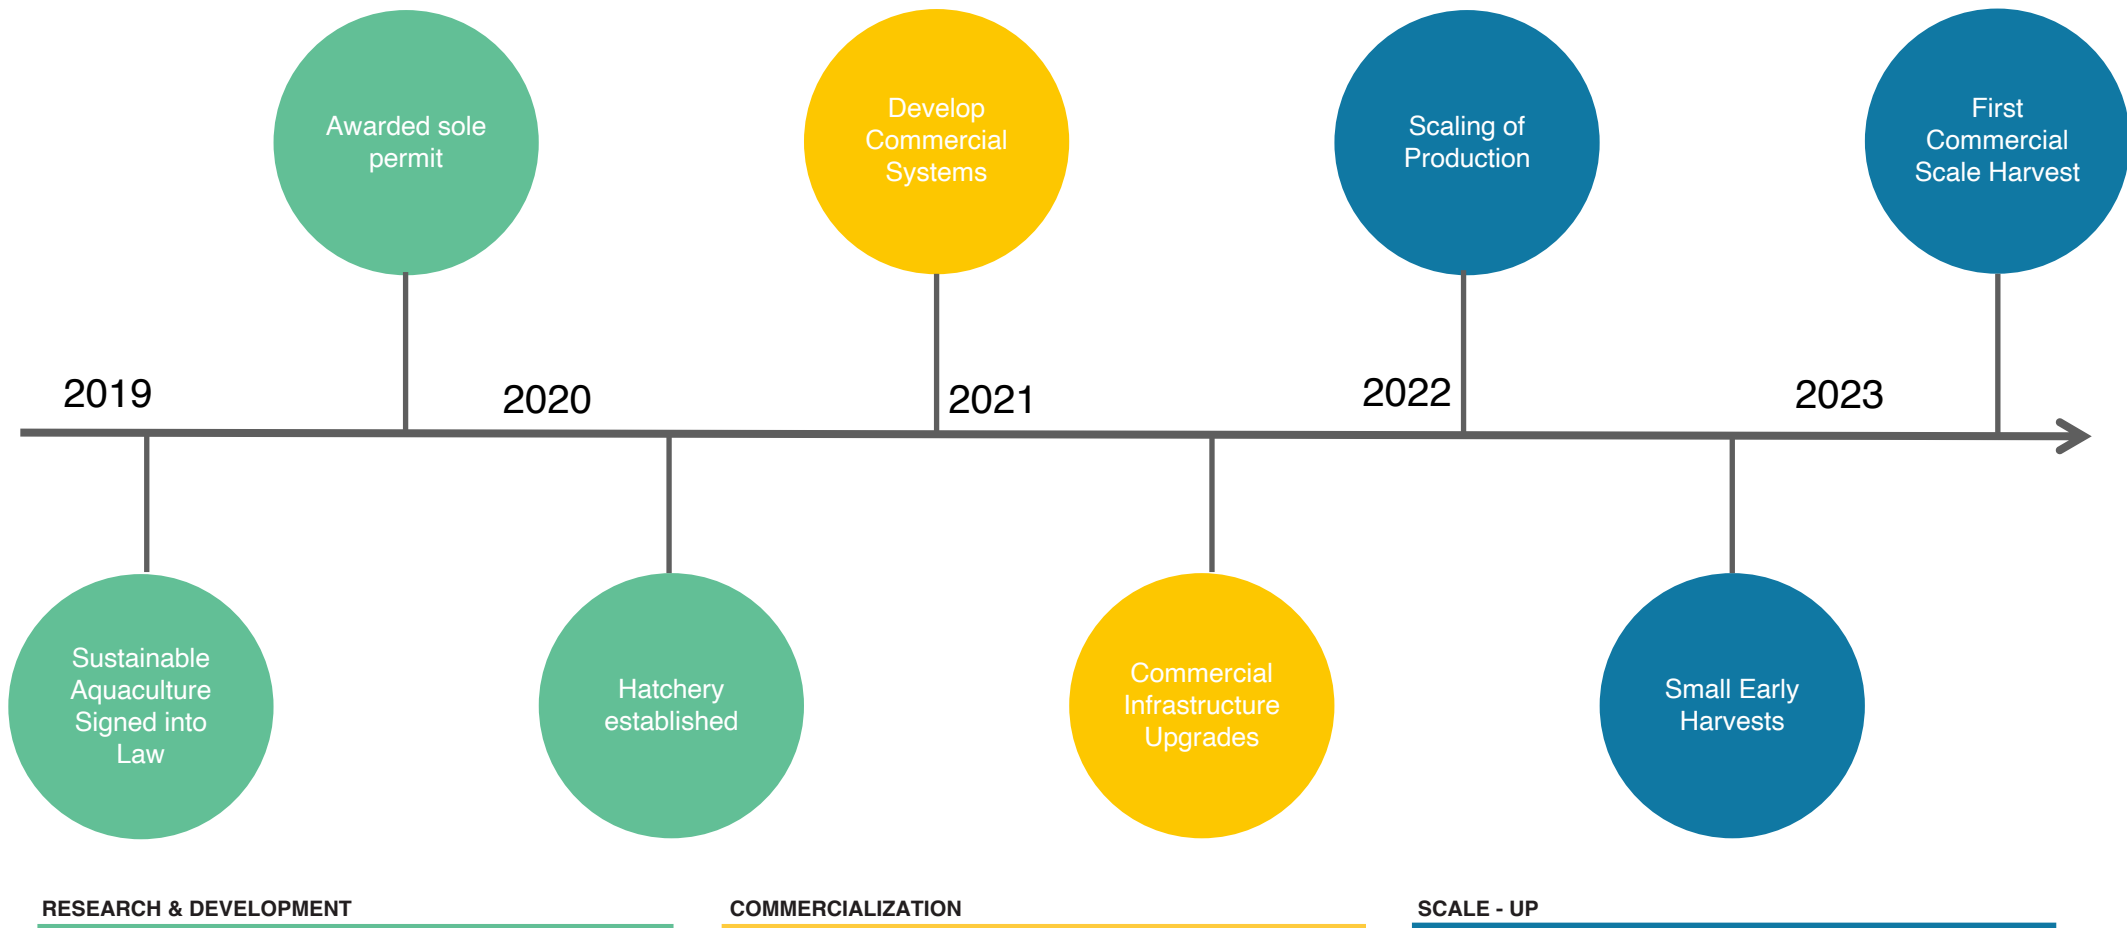 Awarded sole
permit
Develop
Commercial
Systems
Scaling of
Production
First
Commercial
Scale Harvest
2019
2020
2021
2022
2023
Sustainable
Aquaculture
Signed into
Law
Hatchery
established
Commercial
Infrastructure
Upgrades
Small Early
Harvests
RESEARCH & DEVELOPMENT
COMMERCIALIZATION
SCALE - UP